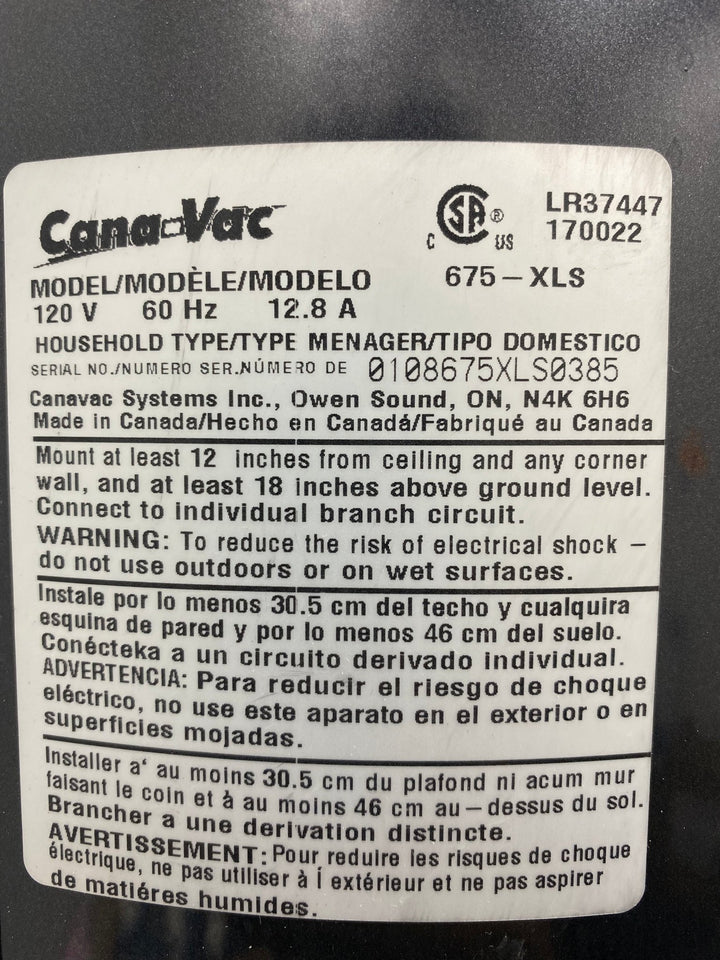 Cana-Vac
CSA® C US
LR37447
170022
MODEL/MODÈLE/MODELO 675-XLS
120 V 60 Hz 12.8 A
HOUSEHOLD TYPE/TYPE MENAGER/TIPO DOMESTICO
SERIAL NO./NUMERO SER.NÚMERO DE 0108675XLS0385
Canavac Systems Inc., Owen Sound, ON, N4K 6H6
Made in Canada/Hecho en Canadá/Fabriqué au Canada
Mount at least 12 inches from ceiling and any corner
wall, and at least 18 inches above ground level.
Connect to individual branch circuit.
WARNING: To reduce the risk of electrical shock –
do not use outdoors or on wet surfaces.
Instale por lo menos 30.5 cm del techo y cualquira
esquina de pared y por lo menos 46 cm del suelo.
Conécteka a un circuito derivado individual.
ADVERTENCIA: Para reducir el riesgo de choque
eléctrico, no use este aparato en el exterior o en
superficies mojadas.
Installer a' au moins 30.5 cm du plafond ni acum mur
faisant le coin et à au moins 46 cm au–dessus du sol.
Brancher a une derivation distincte.
AVERTISSEMENT: Pour reduire les risques de choque
électrique, ne pas utiliser à í extérieur et ne pas aspirer
de matiéres humides.